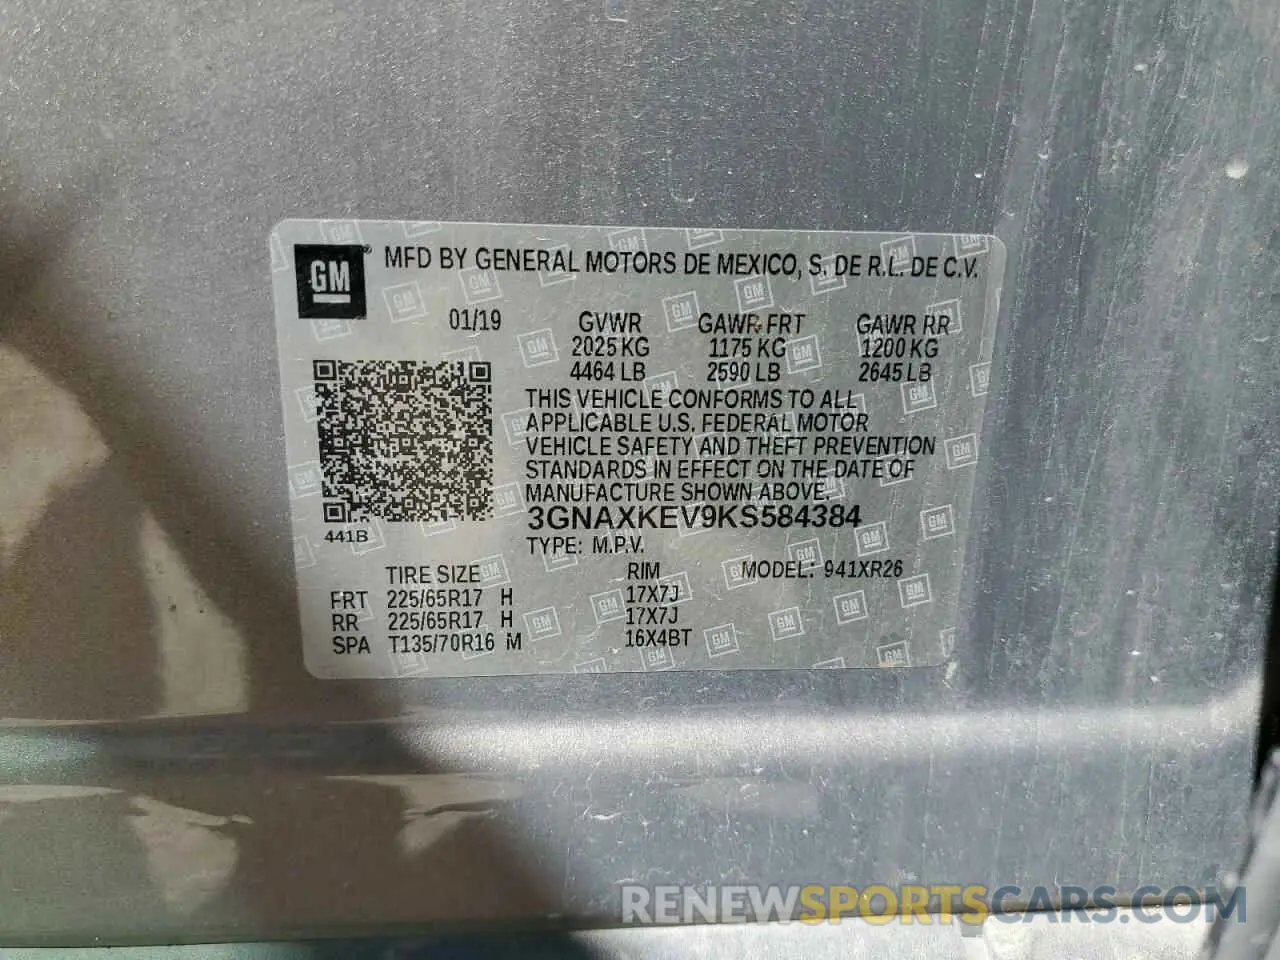 GM® MFD BY GENERAL MOTORS DE MEXICO, S. DE R.L. DE C.V.
01/19 GVWR GAWR FRT GAWR RR
2025 KG 1175 KG 1200 KG
4464 LB 2590 LB 2645 LB
THIS VEHICLE CONFORMS TO ALL
APPLICABLE U.S. FEDERAL MOTOR
VEHICLE SAFETY AND THEFT PREVENTION
STANDARDS IN EFFECT ON THE DATE OF
MANUFACTURE SHOWN ABOVE.
3GNAXKEV9KS584384
441B
TYPE: M.P.V.
TIRE SIZE RIM MODEL: 941XR26
FRT 225/65R17 H 17X7J
RR 225/65R17 H 17X7J
SPA T135/70R16 M 16X4BT
RENEWSPORTSCARS.COM